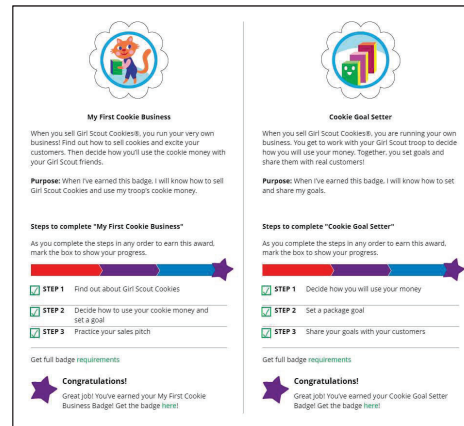 My First Cookie Business
When you sell Girl Scout Cookies®, you run your very own
business! Find out how to sell cookies and excite your
customers. Then decide how you'll use the cookie money with
your Girl Scout friends.
Purpose: When I've earned this badge, I will know how to sell
Girl Scout Cookies and use my troop's cookie money.
Steps to complete "My First Cookie Business"
As you complete the steps in any order to earn this award,
mark the box to show your progress.
STEP 1 Find out about Girl Scout Cookies
STEP 2 Decide how to use your cookie money and
set a goal
STEP 3 Practice your sales pitch
Get full badge requirements
Congratulations!
Great job! You've earned your My First Cookie
Business Badge! Get the badge here!
Cookie Goal Setter
When you sell Girl Scout Cookies®, you are running your own
business. You get to work with your Girl Scout troop to decide
how you will use your money. Together, you set goals and
share them with real customers!
Purpose: When I've earned this badge, I will know how to set
and share my goals.
Steps to complete "Cookie Goal Setter"
As you complete the steps in any order to earn this award,
mark the box to show your progress.
STEP 1 Decide how you will use your money
STEP 2 Set a package goal
STEP 3 Share your goals with your customers
Get full badge requirements
Congratulations!
Great job! You've earned your Cookie Goal Setter
Badge! Get the badge here!